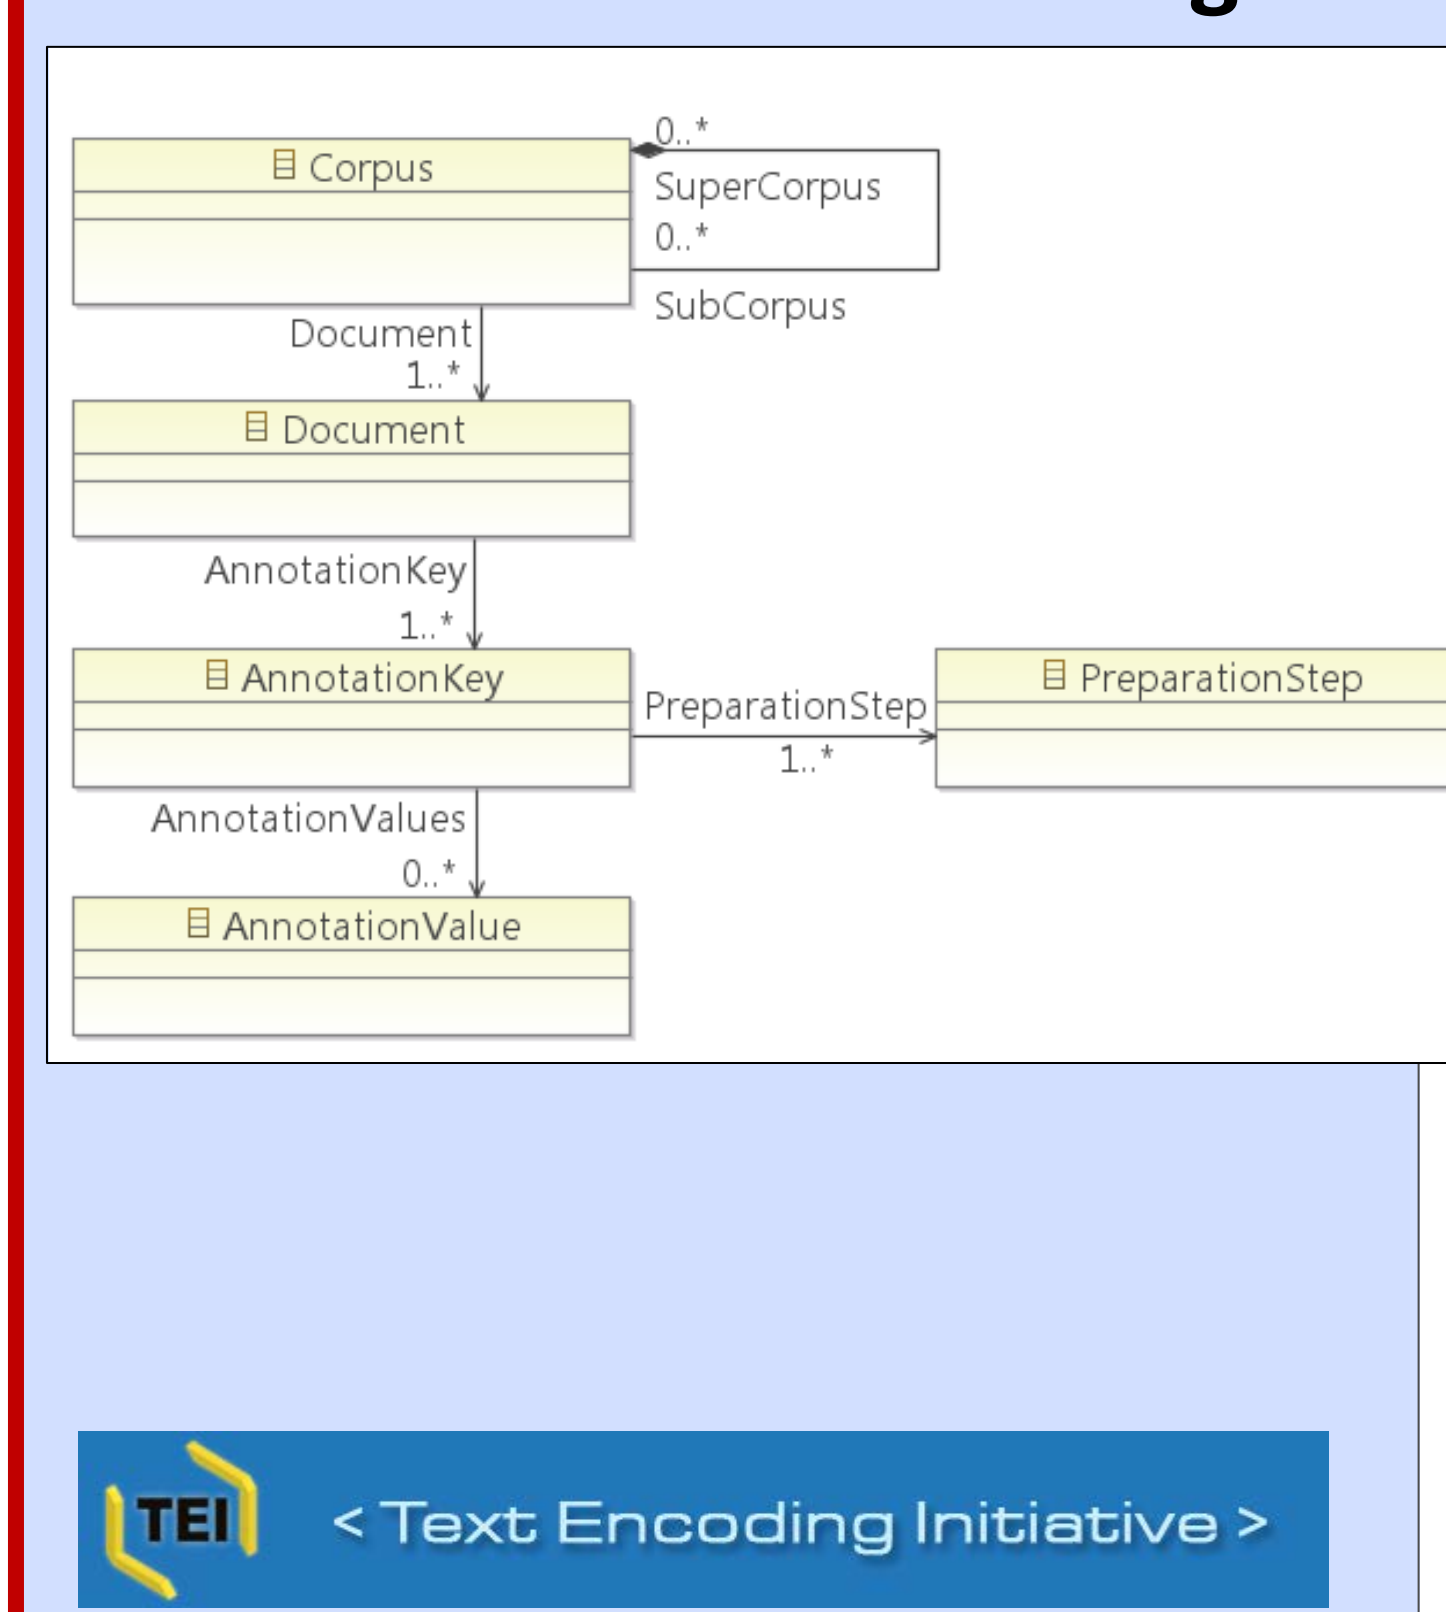 0..*
Corpus
SuperCorpus
0..*
SubCorpus
Document
1..*
Document
AnnotationKey
1..*
AnnotationKey
PreparationStep
PreparationStep
1..*
AnnotationValues
0..*
AnnotationValue
TEI
< Text Encoding Initiative >